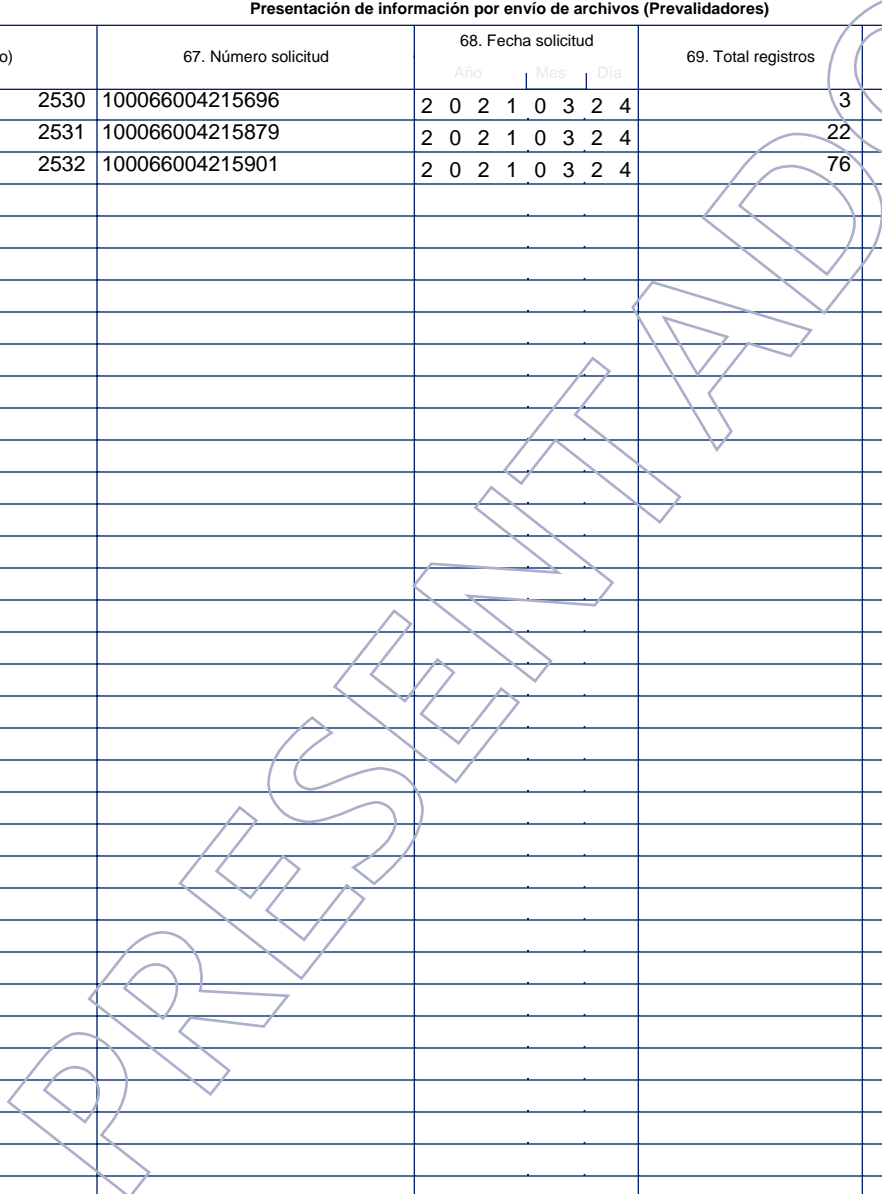 Presentación de información por envío de archivos (Prevalidadores)
o) 67. Número solicitud 68. Fecha solicitud 69. Total registros
Año Mes Día
2530 100066004215696 2 0 2 1 0 3 2 4 3
2531 100066004215879 2 0 2 1 0 3 2 4 22
2532 100066004215901 2 0 2 1 0 3 2 4 76
PRESENTADO